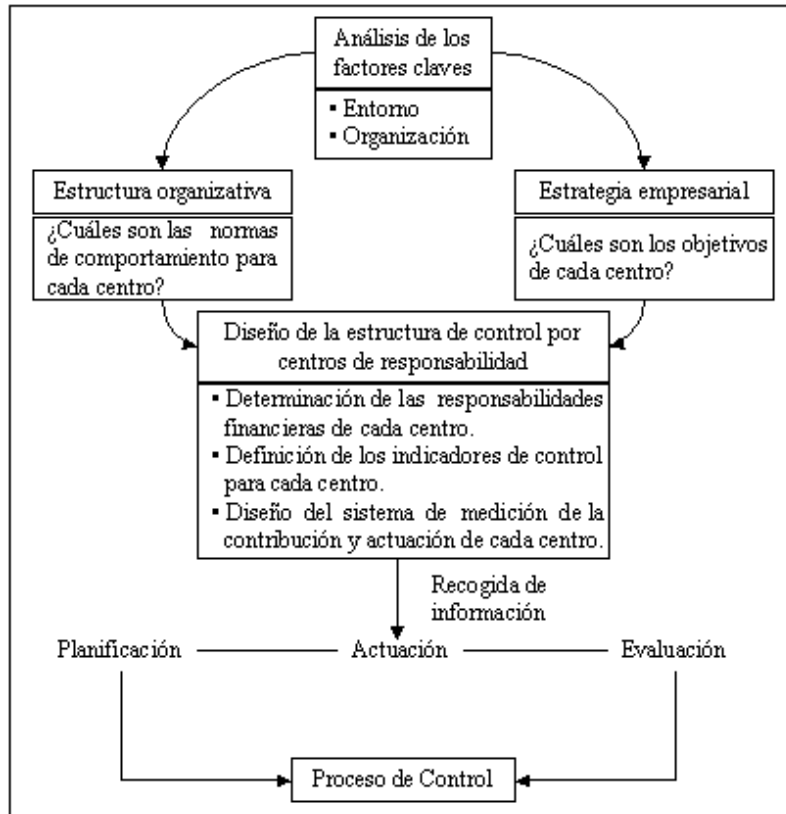 Análisis de los
factores claves
▪ Entorno
▪ Organización
Estructura organizativa
¿Cuáles son las normas
de comportamiento para
cada centro?
Estrategia empresarial
¿Cuáles son los objetivos
de cada centro?
Diseño de la estructura de control por
centros de responsabilidad
▪ Determinación de las responsabilidades
financieras de cada centro.
▪ Definición de los indicadores de control
para cada centro.
▪ Diseño del sistema de medición de la
contribución y actuación de cada centro.
Recogida de
información
Planificación
Actuación
Evaluación
Proceso de Control